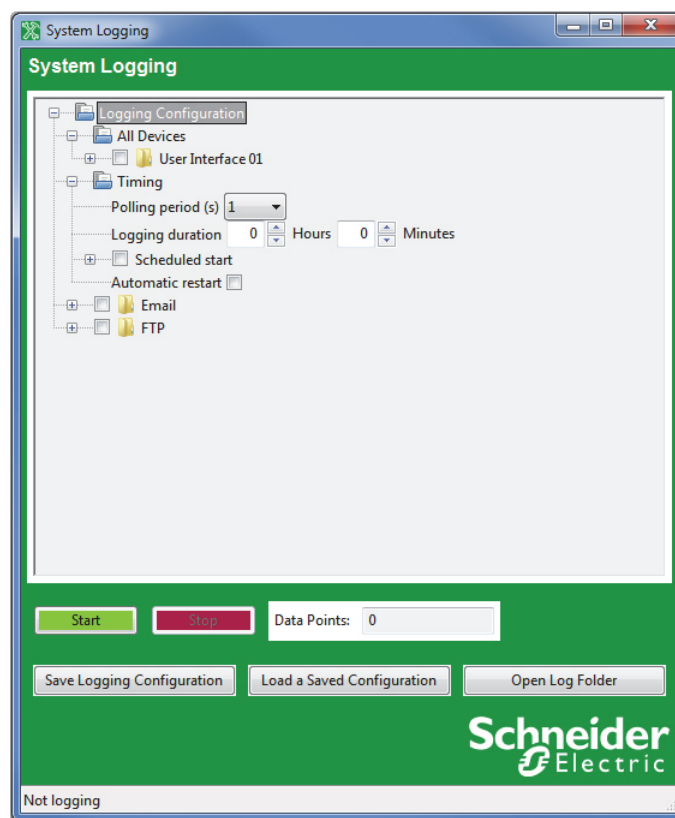 System Logging
System Logging
Logging Configuration
All Devices
User Interface 01
Timing
Polling period (s) 1
Logging duration 0 Hours 0 Minutes
Scheduled start
Automatic restart
Email
FTP
Start Stop Data Points: 0
Save Logging Configuration Load a Saved Configuration Open Log Folder
Schneider
Electric
Not logging